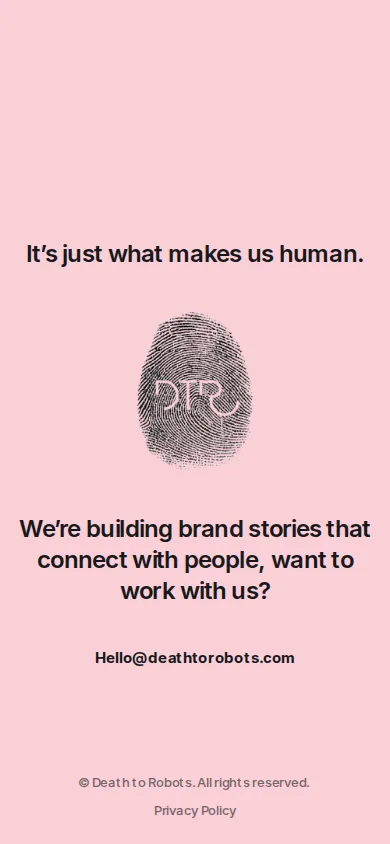 It’s just what makes us human.
DTR
We’re building brand stories that
connect with people, want to
work with us?
Hello@deathtorobots.com
© Death to Robots. All rights reserved.
Privacy Policy